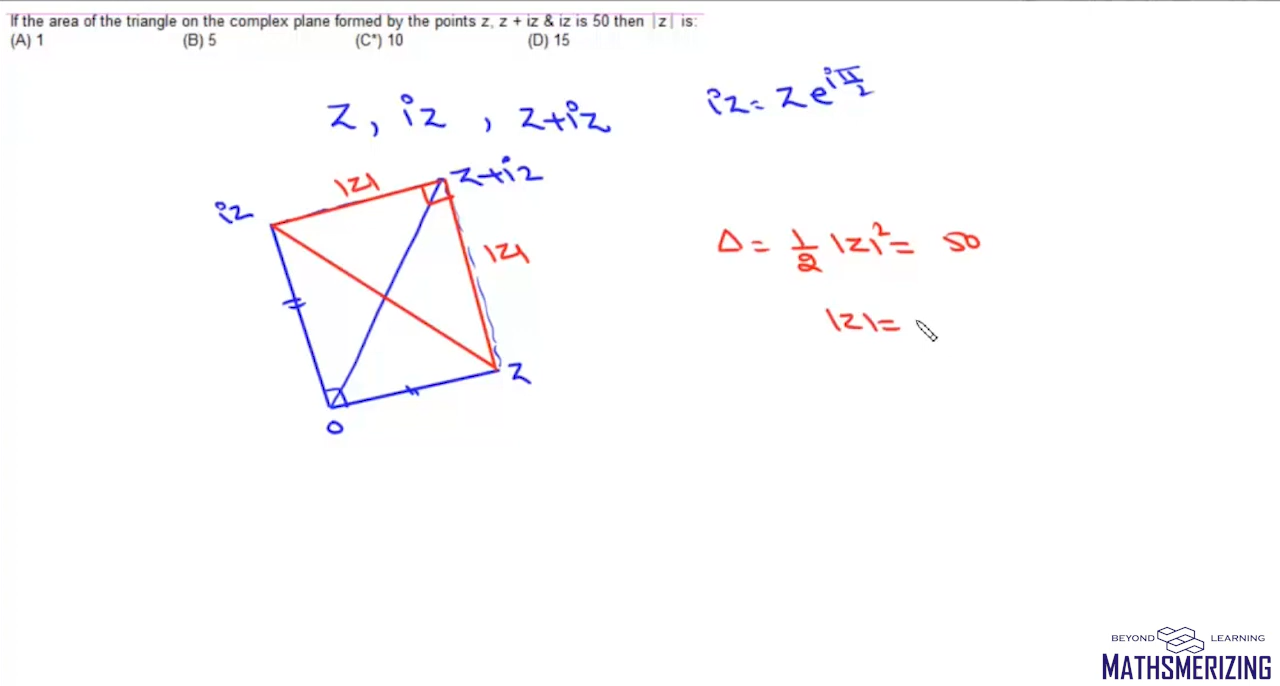 If the area of the triangle on the complex plane formed by the points z, z + iz & iz is 50 then |z| is:
(A) 1 (B) 5 (C*) 10 (D) 15
z, iz, z+iz
iz = z e^{iπ/2}
z+iz
|z|
iz
|z|
Δ = 1/2 |z|² = 50
|z| =
z
0
BEYOND LEARNING
MATHSMERIZING